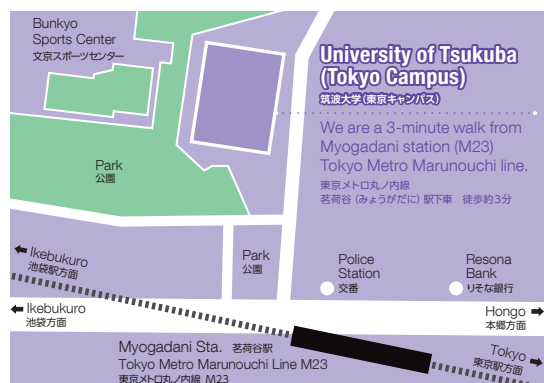 Bunkyo
Sports Center
文京スポーツセンター
University of Tsukuba
(Tokyo Campus)
筑波大学(東京キャンパス)
We are a 3-minute walk from
Myogadani station (M23)
Tokyo Metro Marunouchi line.
東京メトロ丸ノ内線
茗荷谷(みょうがだに)駅下車 徒歩約3分
Park
公園
Ikebukuro
池袋駅方面
Park
公園
Police
Station
交番
Resona
Bank
りそな銀行
Ikebukuro
池袋方面
Hongo
本郷方面
Myogadani Sta. 茗荷谷駅
Tokyo Metro Marunouchi Line M23
東京メトロ丸ノ内線 M23
Tokyo
東京駅方面